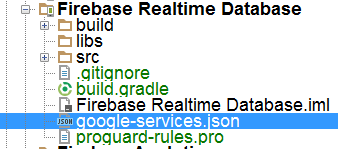 Firebase Realtime Database
build
libs
src
.gitignore
build.gradle
Firebase Realtime Database.iml
google-services.json
proguard-rules.pro